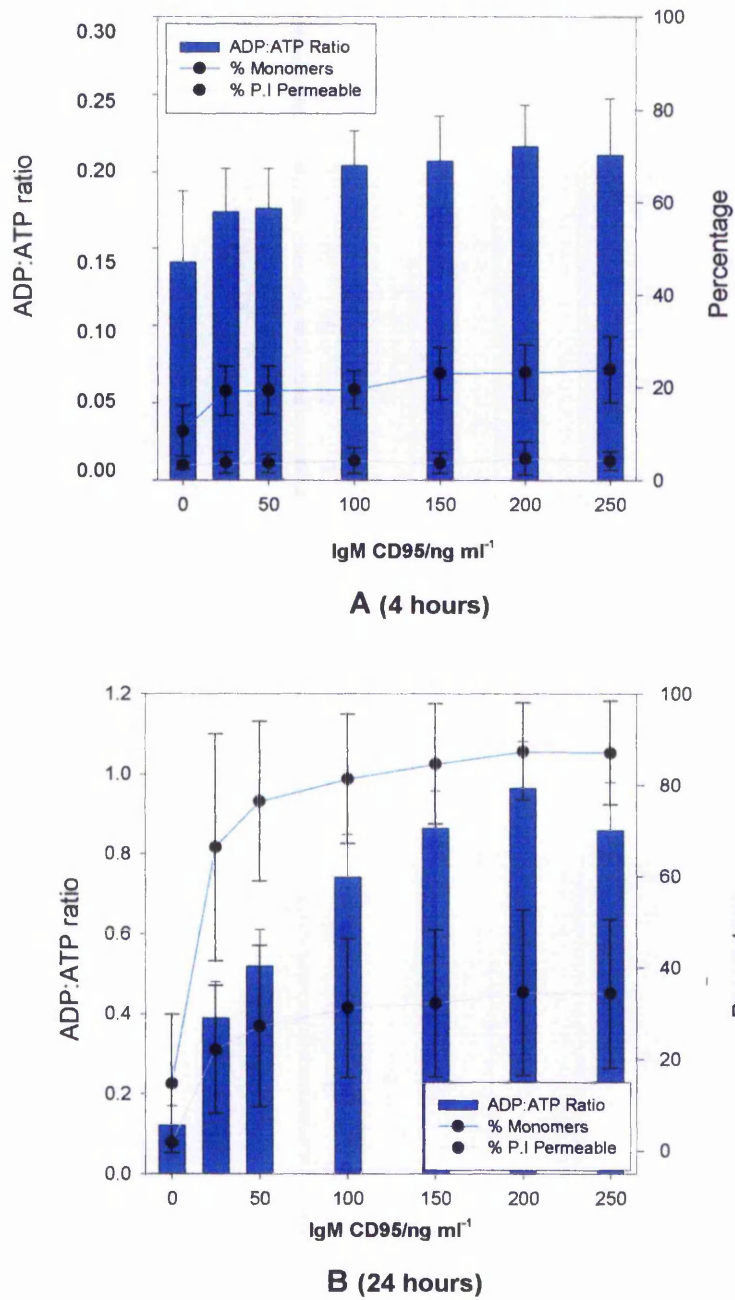 0.30
0.25
0.20
0.15
0.10
0.05
0.00
ADP:ATP ratio
ADP:ATP Ratio
% Monomers
% P.I Permeable
100
80
60
40
20
0
Percentage
0 50 100 150 200 250
IgM CD95/ng ml⁻¹
A (4 hours)
1.2
1.0
0.8
0.6
0.4
0.2
0.0
ADP:ATP ratio
100
80
60
40
20
0
ADP:ATP Ratio
% Monomers
% P.I Permeable
0 50 100 150 200 250
IgM CD95/ng ml⁻¹
B (24 hours)